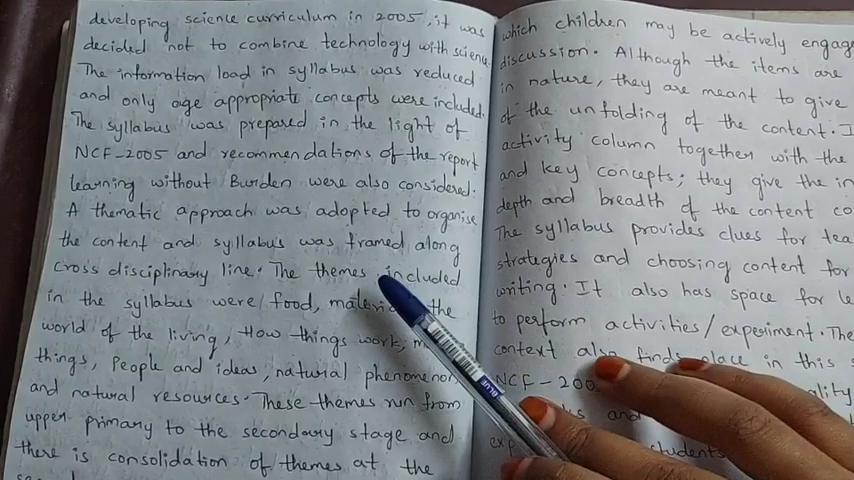 developing science curriculum in 2005, it was
decided not to combine technology with science
The information load in syllabus was reduced
and only age appropriate concepts were included.
The syllabus was prepared in the light of
NCF-2005 and recommendations of the report
learning without Burden were also considered.
A thematic approach was adopted to organise
the content and syllabus was framed along
cross disciplinary line. The themes included
in the syllabus were food, the
world of the living, How things work,
things, People and ideas, natural phenomenon
and natural resources. These themes run from
upper primary to the secondary stage and
there is consolidation of themes at the
which children may be actively
discussion. Although the items are
in nature, they are meant to give
of the unfolding of the content.
activity column together with the
and key concepts; they give the
depth and breadth of the content
The syllabus provides clues for
strategies and choosing content for
writing. It also has space for
to perform activities/experiment.
context also finds place in this
NCF-
and
students